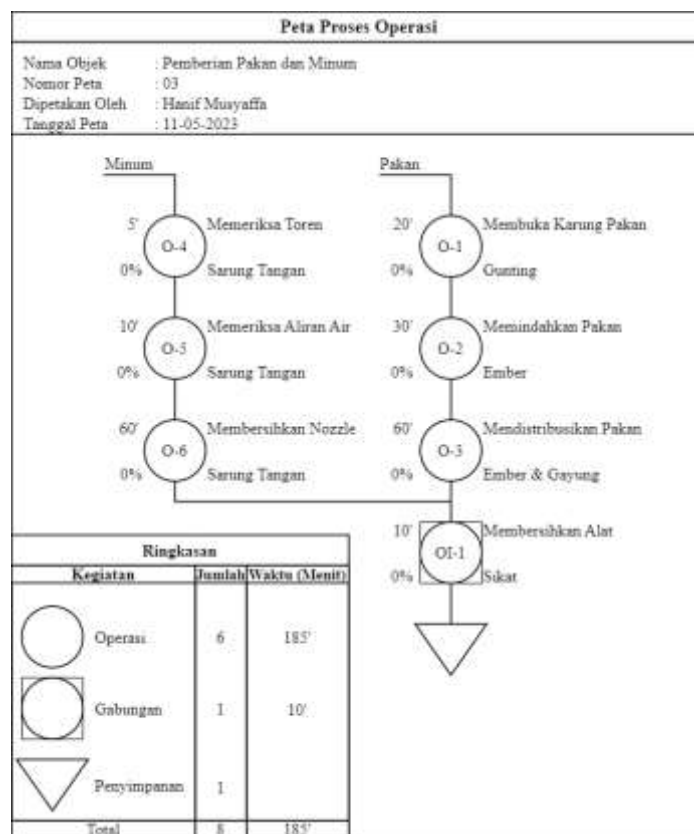 Peta Proses Operasi
Nama Objek : Pemberian Pakan dan Minum
Nomor Peta : 03
Dipetakan Oleh : Hanif Musyaffa
Tanggal Peta : 11-05-2023
Minum
5' O-4 Memeriksa Toren
0% Sarung Tangan
10' O-5 Memeriksa Aliran Air
0% Sarung Tangan
60' O-6 Membersihkan Nozzle
0% Sarung Tangan
Pakan
20' O-1 Membuka Karung Pakan
0% Gunting
30' O-2 Memindahkan Pakan
0% Ember
60' O-3 Mendistribusikan Pakan
0% Ember & Gayung
10' OI-1 Membersihkan Alat
0% Sikat
Ringkasan
Kegiatan Jumlah Waktu (Menit)
Operasi 6 185'
Gabungan 1 10'
Penyimpanan 1
Total 8 185'